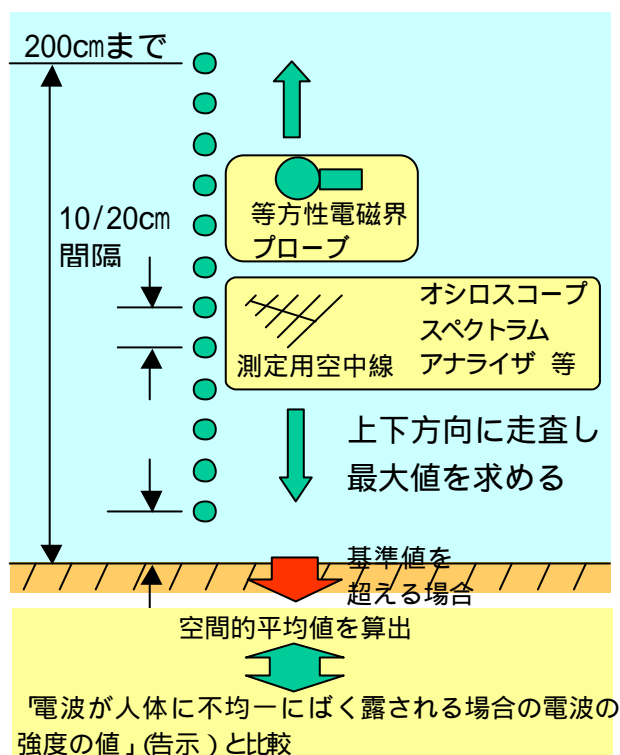 200cmまで
10/20cm
間隔
等方性電磁界
プローブ
オシロスコープ
スペクトラム
アナライザ 等
測定用空中線
上下方向に走査し
最大値を求める
基準値を
超える場合
空間的平均値を算出
「電波が人体に不均一にばく露される場合の電波の
強度の値」(告示)と比較